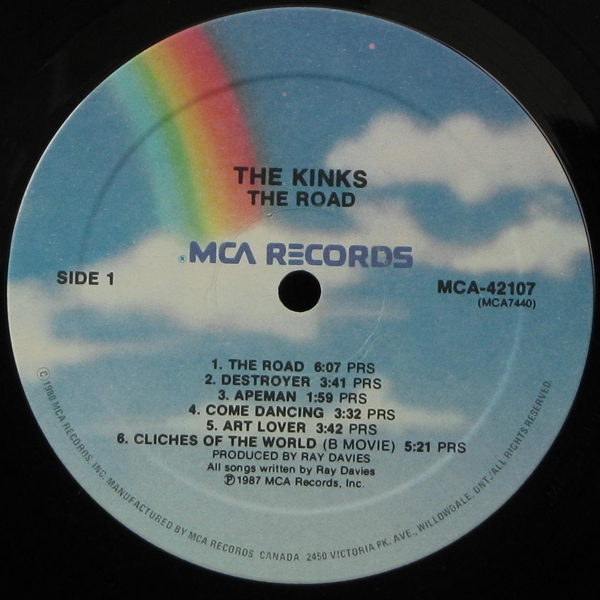 THE KINKS
THE ROAD
MCA RECORDS
SIDE 1
MCA-42107
(MCA7440)
1. THE ROAD 6:07 PRS
2. DESTROYER 3:41 PRS
3. APEMAN 1:59 PRS
4. COME DANCING 3:32 PRS
5. ART LOVER 3:42 PRS
6. CLICHES OF THE WORLD (B MOVIE) 5:21 PRS
PRODUCED BY RAY DAVIES
All songs written by Ray Davies
℗1987 MCA Records, Inc.
©1980 MCA RECORDS, INC. MANUFACTURED BY MCA RECORDS CANADA 2450 VICTORIA PK. AVE., WILLOWDALE, ONT./ALL RIGHTS RESERVED.